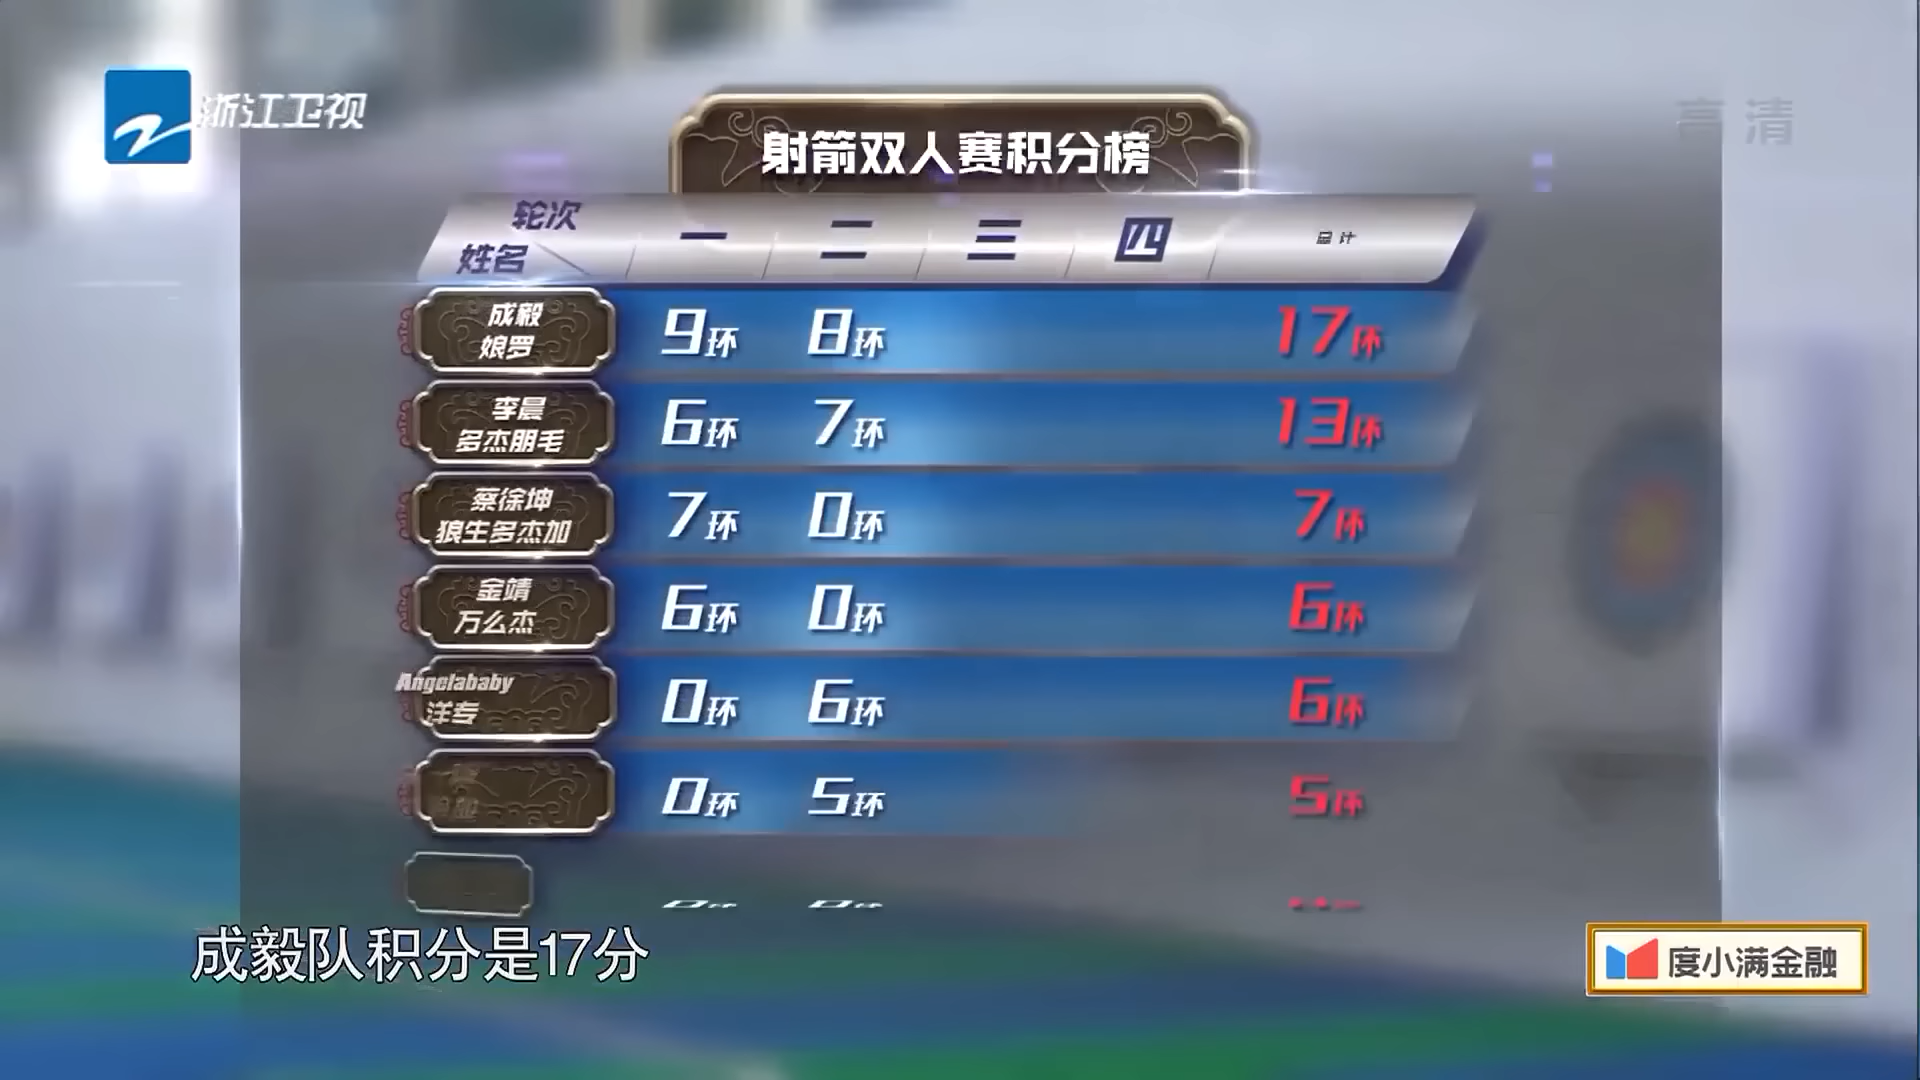 浙江卫视
高清
射箭双人赛积分榜
轮次 一 二 三 四 总计
姓名
成毅
娘罗
9环 8环 17环
李晨
多杰朋毛
6环 7环 13环
蔡徐坤
狼生多杰加
7环 0环 7环
金靖
万么杰
6环 0环 6环
Angelababy
洋专
0环 6环 6环
0环 5环 5环
成毅队积分是17分
度小满金融